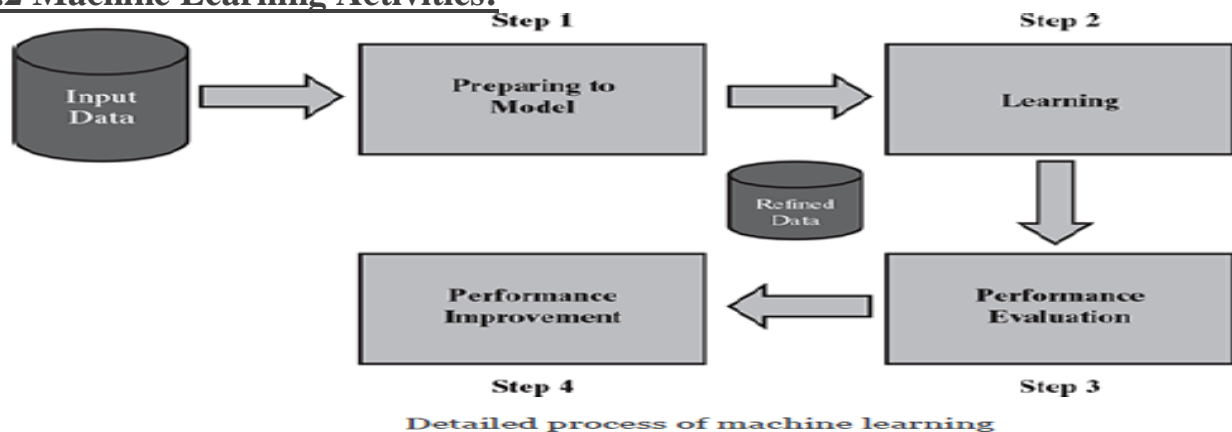 .2 Machine Learning Activities:
Step 1
Step 2
Input
Data
Preparing to
Model
Learning
Refined
Data
Performance
Improvement
Performance
Evaluation
Step 4
Step 3
Detailed process of machine learning